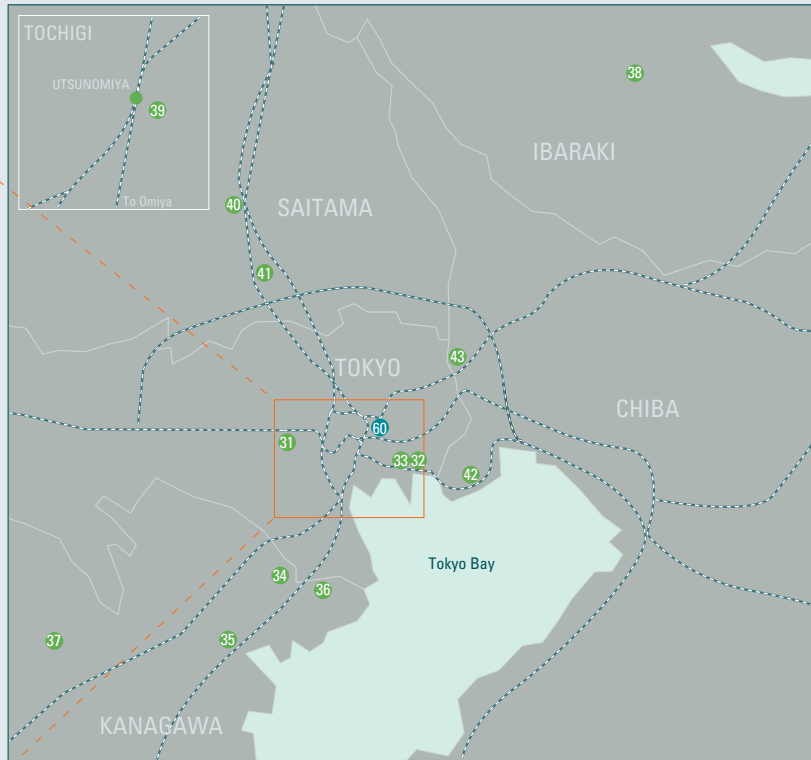 TOCHIGI
UTSUNOMIYA
39
To Omiya
38
IBARAKI
40
SAITAMA
41
43
TOKYO
CHIBA
60
31
33
32
42
Tokyo Bay
34
36
37
35
KANAGAWA